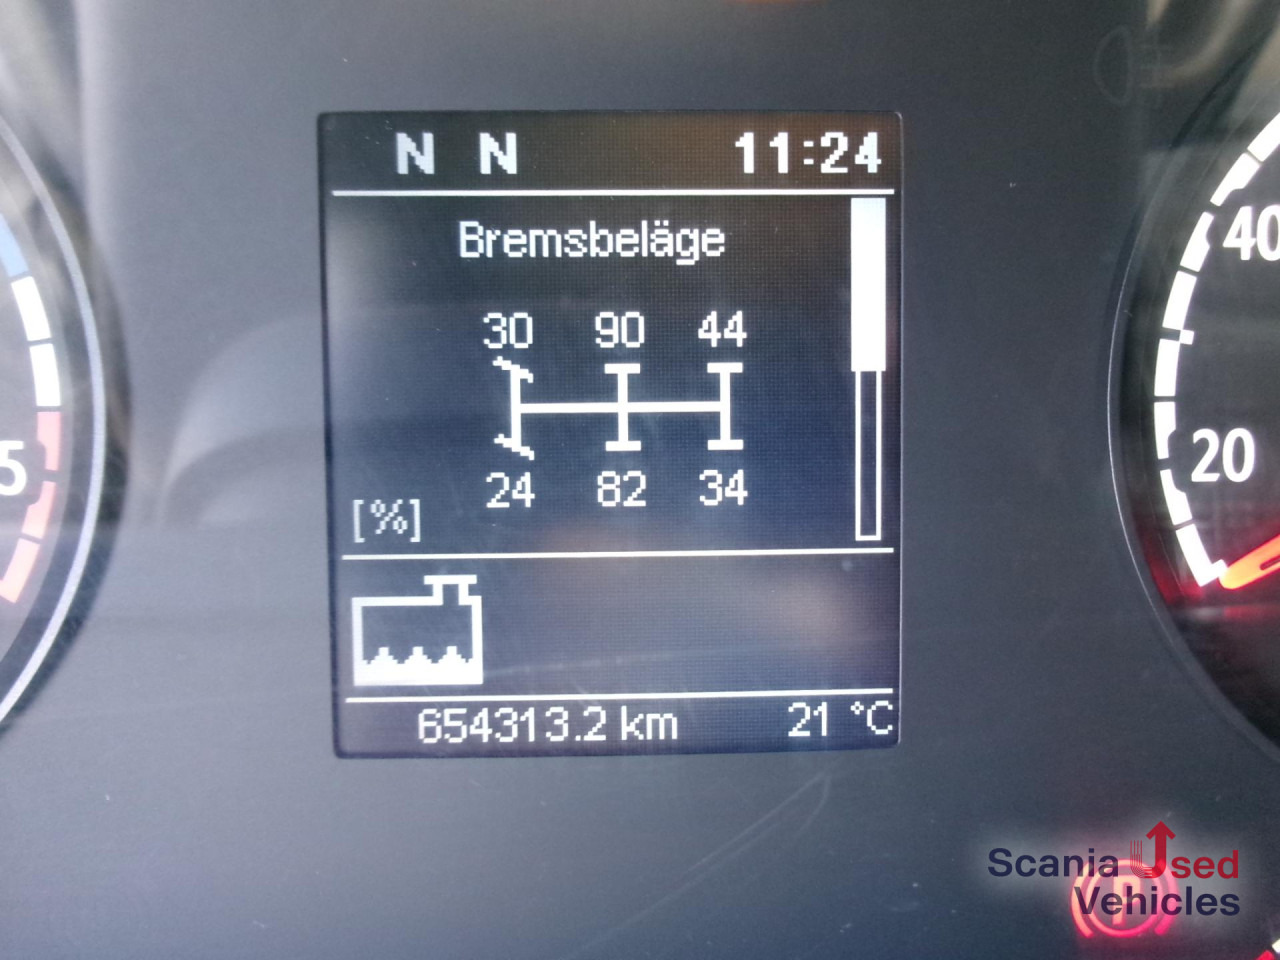 N N 11:24
Bremsbeläge
30 90 44
24 82 34
[%]
654313.2 km 21 °C
5
40
20
Scania Used
Vehicles
P